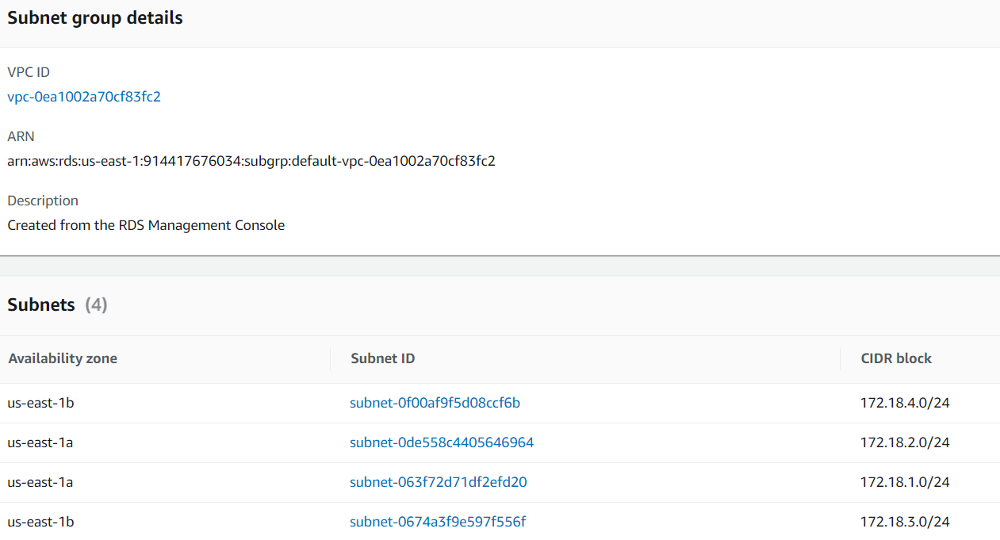 Subnet group details
VPC ID
vpc-0ea1002a70cf83fc2
ARN
arn:aws:rds:us-east-1:914417676034:subgrp:default-vpc-0ea1002a70cf83fc2
Description
Created from the RDS Management Console
Subnets (4)
Availability zone Subnet ID CIDR block
us-east-1b subnet-0f00af9f5d08ccf6b 172.18.4.0/24
us-east-1a subnet-0de558c4405646964 172.18.2.0/24
us-east-1a subnet-063f72d71df2efd20 172.18.1.0/24
us-east-1b subnet-0674a3f9e597f556f 172.18.3.0/24